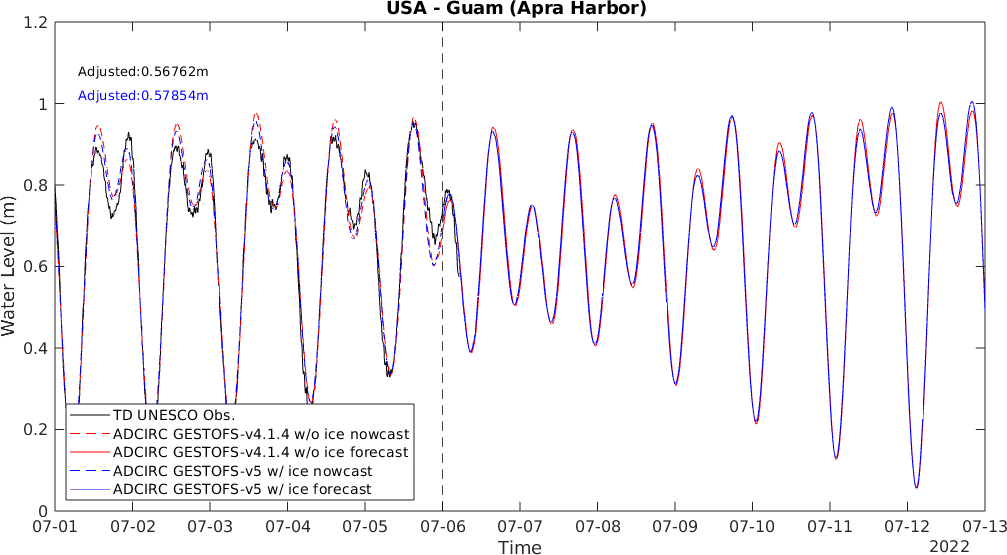 USA - Guam (Apra Harbor)
1.2
1
0.8
0.6
0.4
0.2
0
Water Level (m)
Adjusted:0.56762m
Adjusted:0.57854m
TD UNESCO Obs.
ADCIRC GESTOFS-v4.1.4 w/o ice nowcast
ADCIRC GESTOFS-v4.1.4 w/o ice forecast
ADCIRC GESTOFS-v5 w/ ice nowcast
ADCIRC GESTOFS-v5 w/ ice forecast
07-01 07-02 07-03 07-04 07-05 07-06 07-07 07-08 07-09 07-10 07-11 07-12 07-13
Time
2022